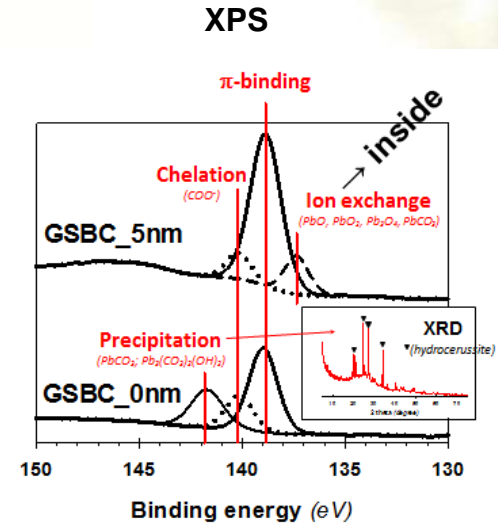 XPS
π-binding
inside
Chelation
(COO⁻)
Ion exchange
(PbO, PbO₂, Pb₃O₄, PbCO₃)
GSBC_5nm
Precipitation
(PbCO₃; Pb₃(CO₃)₂(OH)₂)
XRD
(hydrocerussite)
GSBC_0nm
2 theta (degree)
150 145 140 135 130
Binding energy (eV)